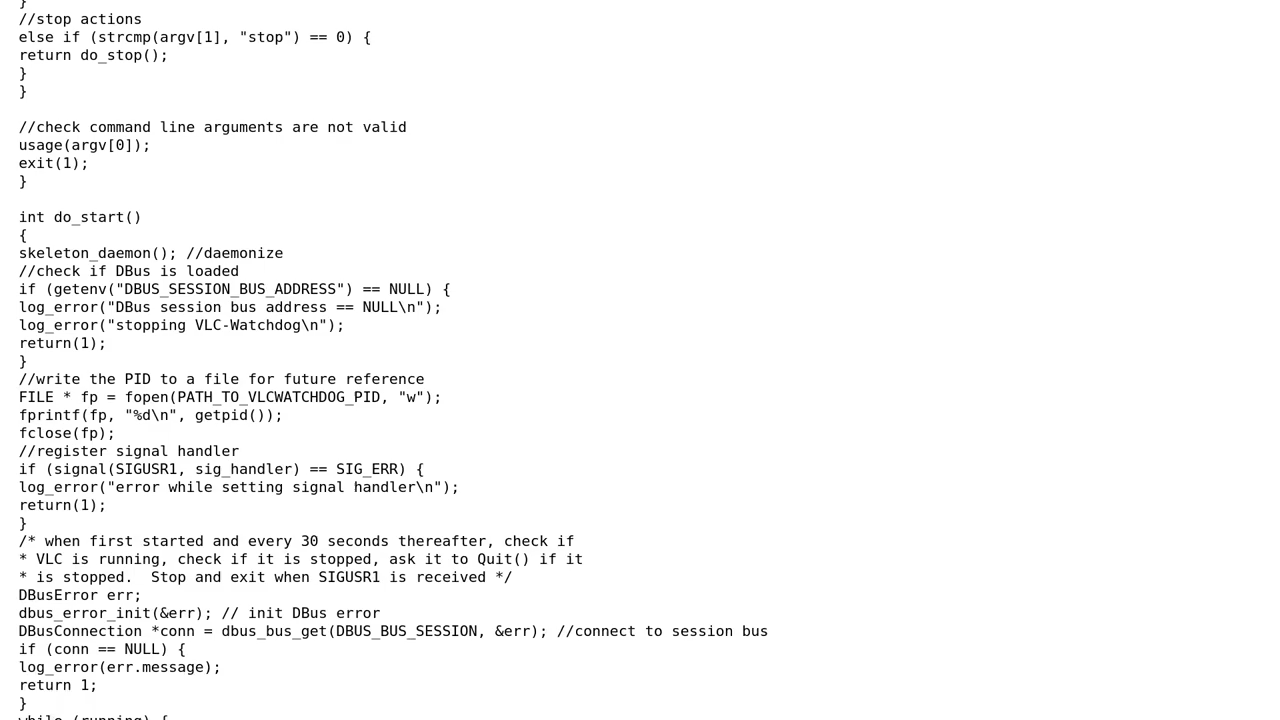 }
//stop actions
else if (strcmp(argv[1], "stop") == 0) {
return do_stop();
}
}

//check command line arguments are not valid
usage(argv[0]);
exit(1);
}

int do_start()
{
skeleton_daemon(); //daemonize
//check if DBus is loaded
if (getenv("DBUS_SESSION_BUS_ADDRESS") == NULL) {
log_error("DBus session bus address == NULL\n");
log_error("stopping VLC-Watchdog\n");
return(1);
}
//write the PID to a file for future reference
FILE * fp = fopen(PATH_TO_VLCWATCHDOG_PID, "w");
fprintf(fp, "%d\n", getpid());
fclose(fp);
//register signal handler
if (signal(SIGUSR1, sig_handler) == SIG_ERR) {
log_error("error while setting signal handler\n");
return(1);
}
/* when first started and every 30 seconds thereafter, check if
* VLC is running, check if it is stopped, ask it to Quit() if it
* is stopped.  Stop and exit when SIGUSR1 is received */
DBusError err;
dbus_error_init(&err); // init DBus error
DBusConnection *conn = dbus_bus_get(DBUS_BUS_SESSION, &err); //connect to session bus
if (conn == NULL) {
log_error(err.message);
return 1;
}
while (running) {